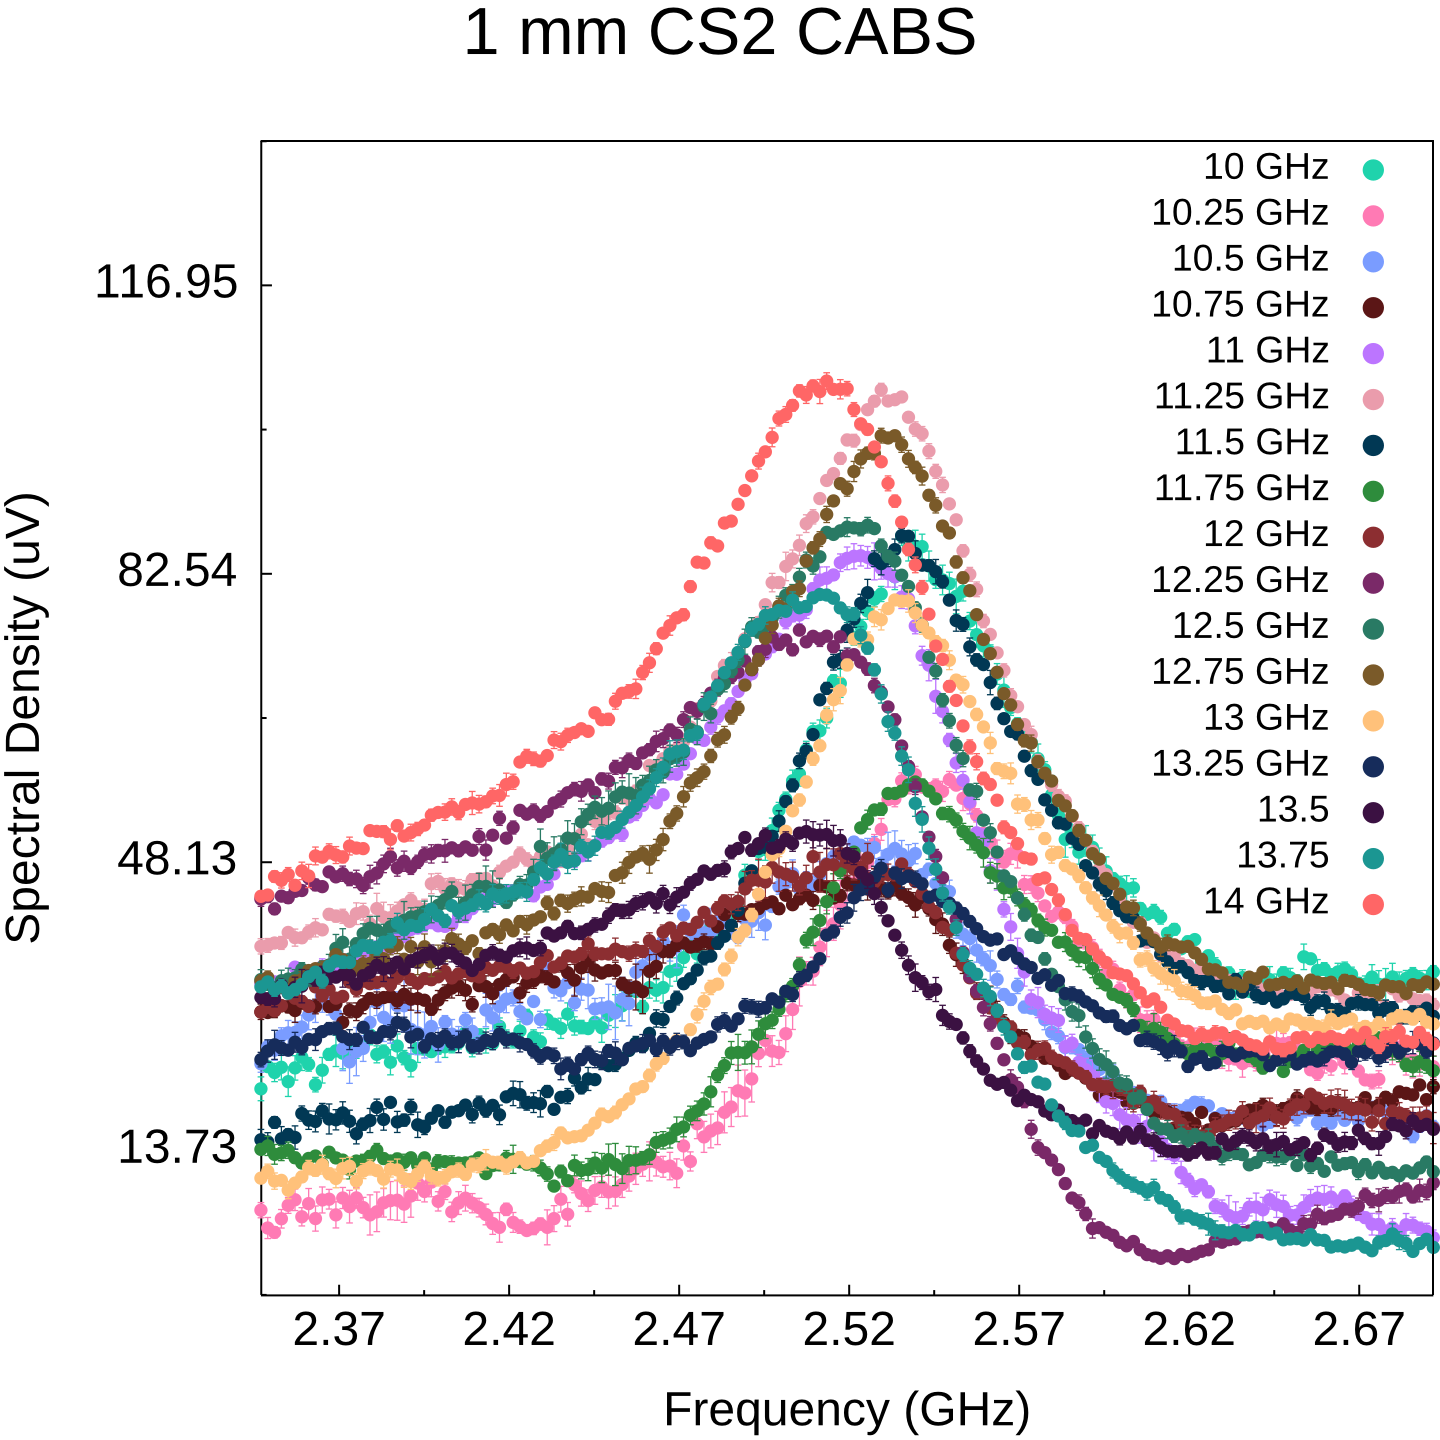 1 mm CS2 CABS
10 GHz
10.25 GHz
10.5 GHz
10.75 GHz
11 GHz
11.25 GHz
11.5 GHz
11.75 GHz
12 GHz
12.25 GHz
12.5 GHz
12.75 GHz
13 GHz
13.25 GHz
13.5
13.75
14 GHz
Spectral Density (uV)
116.95
82.54
48.13
13.73
2.37 2.42 2.47 2.52 2.57 2.62 2.67
Frequency (GHz)